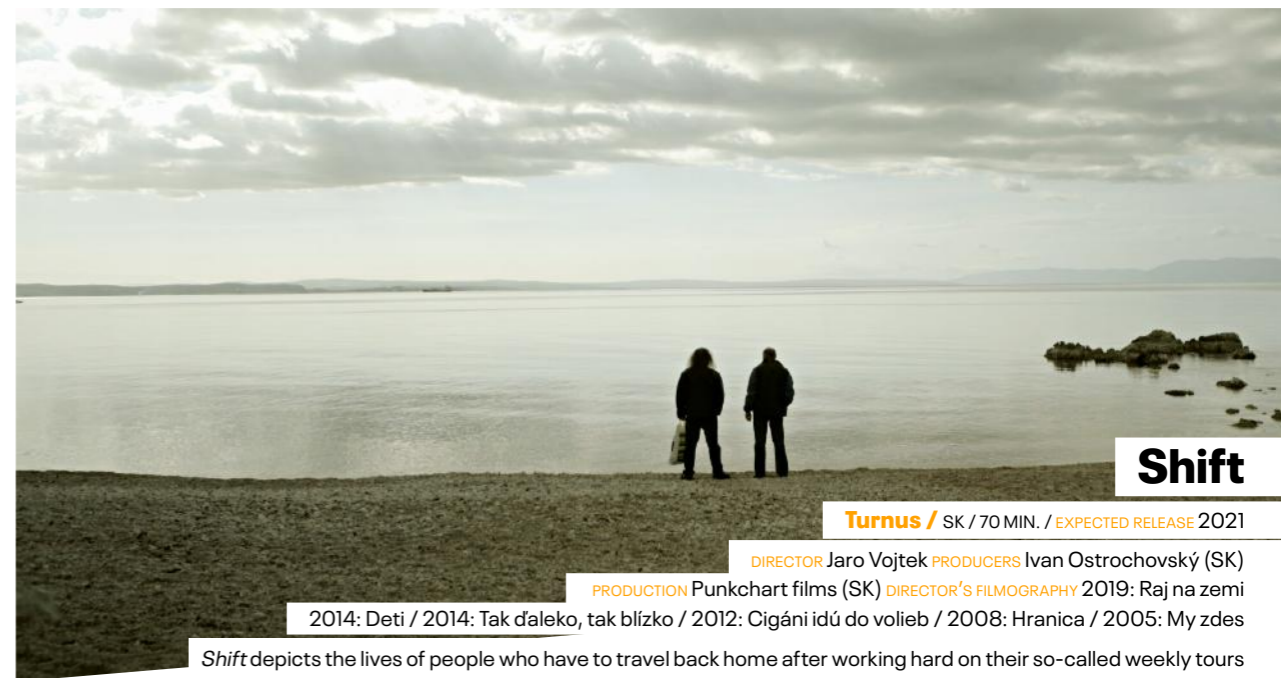 Shift
Turnus / SK / 70 MIN. / EXPECTED RELEASE 2021
DIRECTOR Jaro Vojtek PRODUCERS Ivan Ostrochovský (SK)
PRODUCTION Punkchart films (SK) DIRECTOR'S FILMOGRAPHY 2019: Raj na zemi
2014: Deti / 2014: Tak ďaleko, tak blízko / 2012: Cigáni idú do volieb / 2008: Hranica / 2005: My zdes
Shift depicts the lives of people who have to travel back home after working hard on their so-called weekly tours